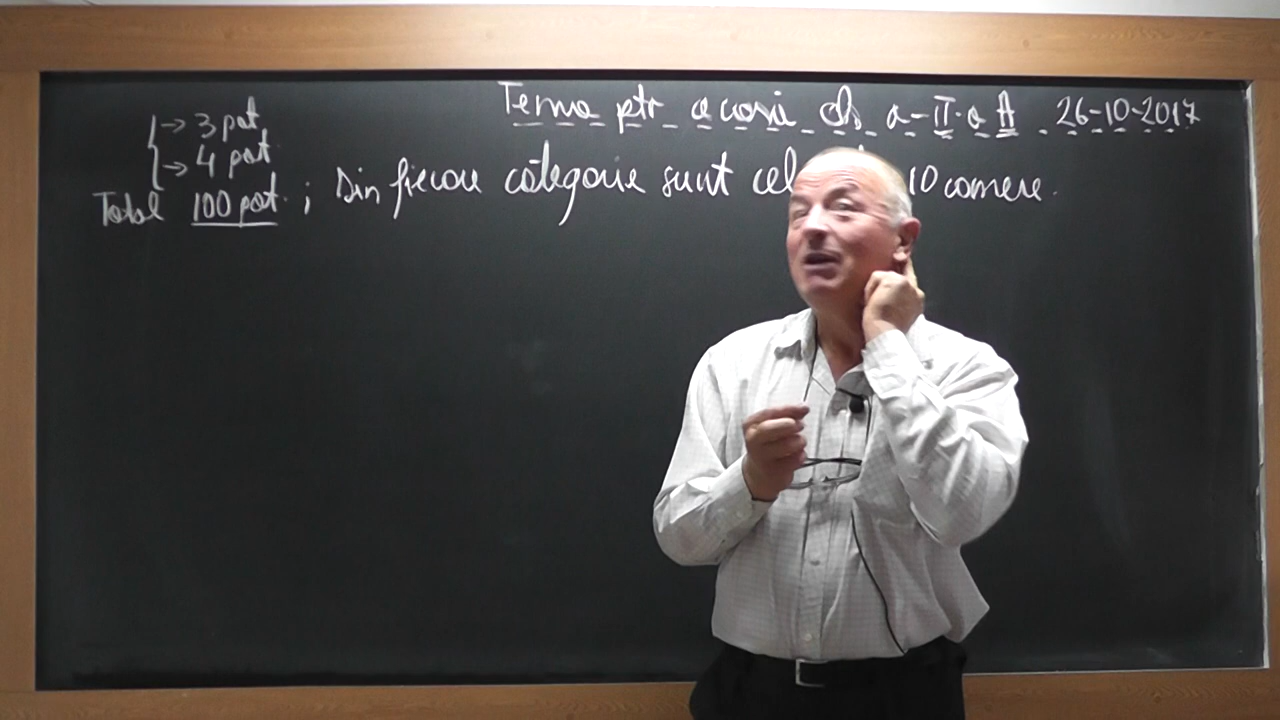 Tema ptr acasă cls a-II-a A 26-10-2017
→ 3 pat
→ 4 pat
Total 100 pat. ; Din fiecare categorie sunt cel 10 camere.